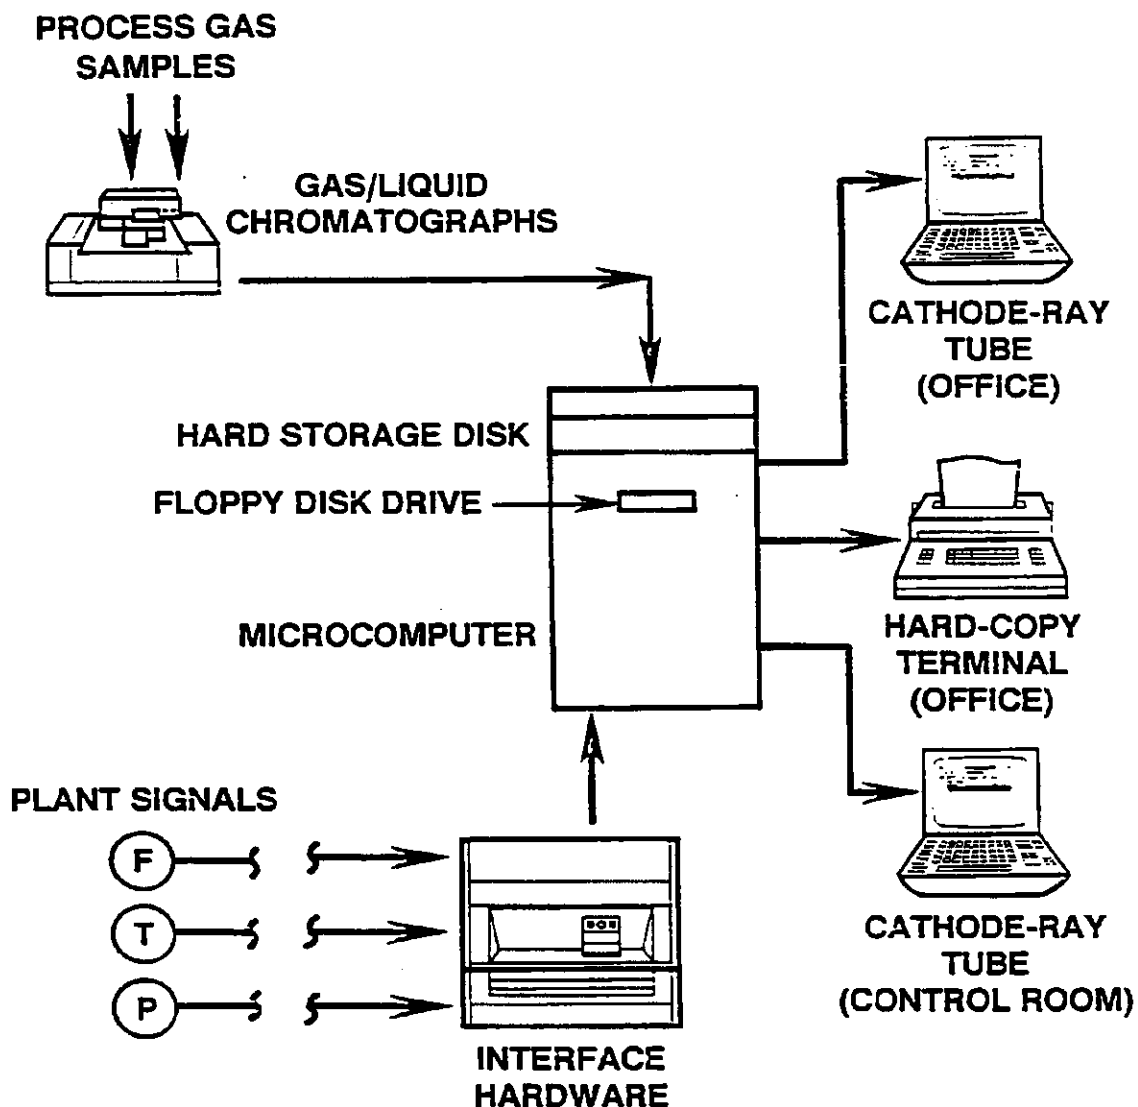 PROCESS GAS
SAMPLES
GAS/LIQUID
CHROMATOGRAPHS
CATHODE-RAY
TUBE
(OFFICE)
HARD STORAGE DISK
FLOPPY DISK DRIVE
HARD-COPY
TERMINAL
(OFFICE)
MICROCOMPUTER
PLANT SIGNALS
F
T
P
CATHODE-RAY
TUBE
(CONTROL ROOM)
INTERFACE
HARDWARE